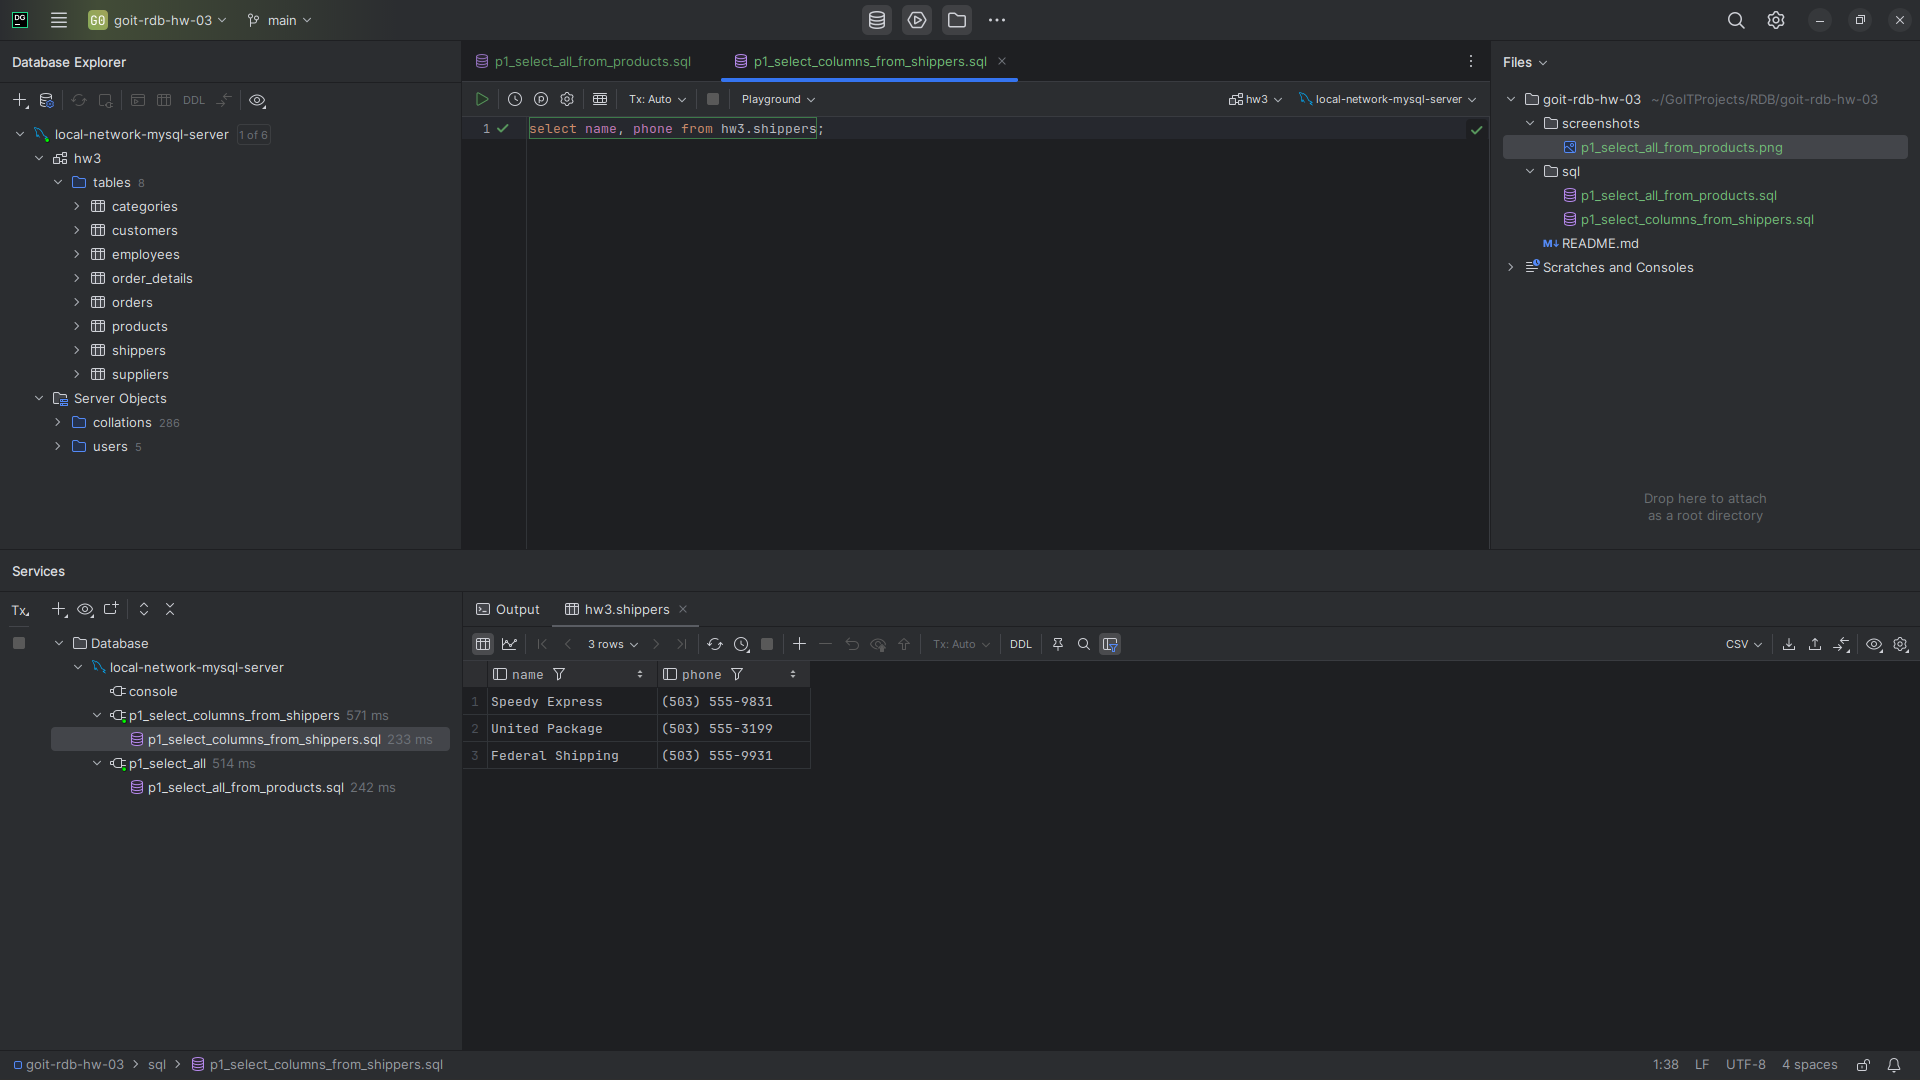 DG
GO goit-rdb-hw-03
main
Database Explorer
DDL
local-network-mysql-server 1 of 6
hw3
tables 8
categories
customers
employees
order_details
orders
products
shippers
suppliers
Server Objects
collations 286
users 5
p1_select_all_from_products.sql
p1_select_columns_from_shippers.sql
Tx: Auto
Playground
hw3
local-network-mysql-server
1 select name, phone from hw3.shippers;
Files
goit-rdb-hw-03 ~/GoITProjects/RDB/goit-rdb-hw-03
screenshots
p1_select_all_from_products.png
sql
p1_select_all_from_products.sql
p1_select_columns_from_shippers.sql
M↓ README.md
Scratches and Consoles
Drop here to attach
as a root directory
Services
Tx
Database
local-network-mysql-server
console
p1_select_columns_from_shippers 571 ms
p1_select_columns_from_shippers.sql 233 ms
p1_select_all 514 ms
p1_select_all_from_products.sql 242 ms
Output
hw3.shippers
3 rows
Tx: Auto
DDL
CSV
name phone
1 Speedy Express (503) 555-9831
2 United Package (503) 555-3199
3 Federal Shipping (503) 555-9931
goit-rdb-hw-03 > sql > p1_select_columns_from_shippers.sql
1:38 LF UTF-8 4 spaces